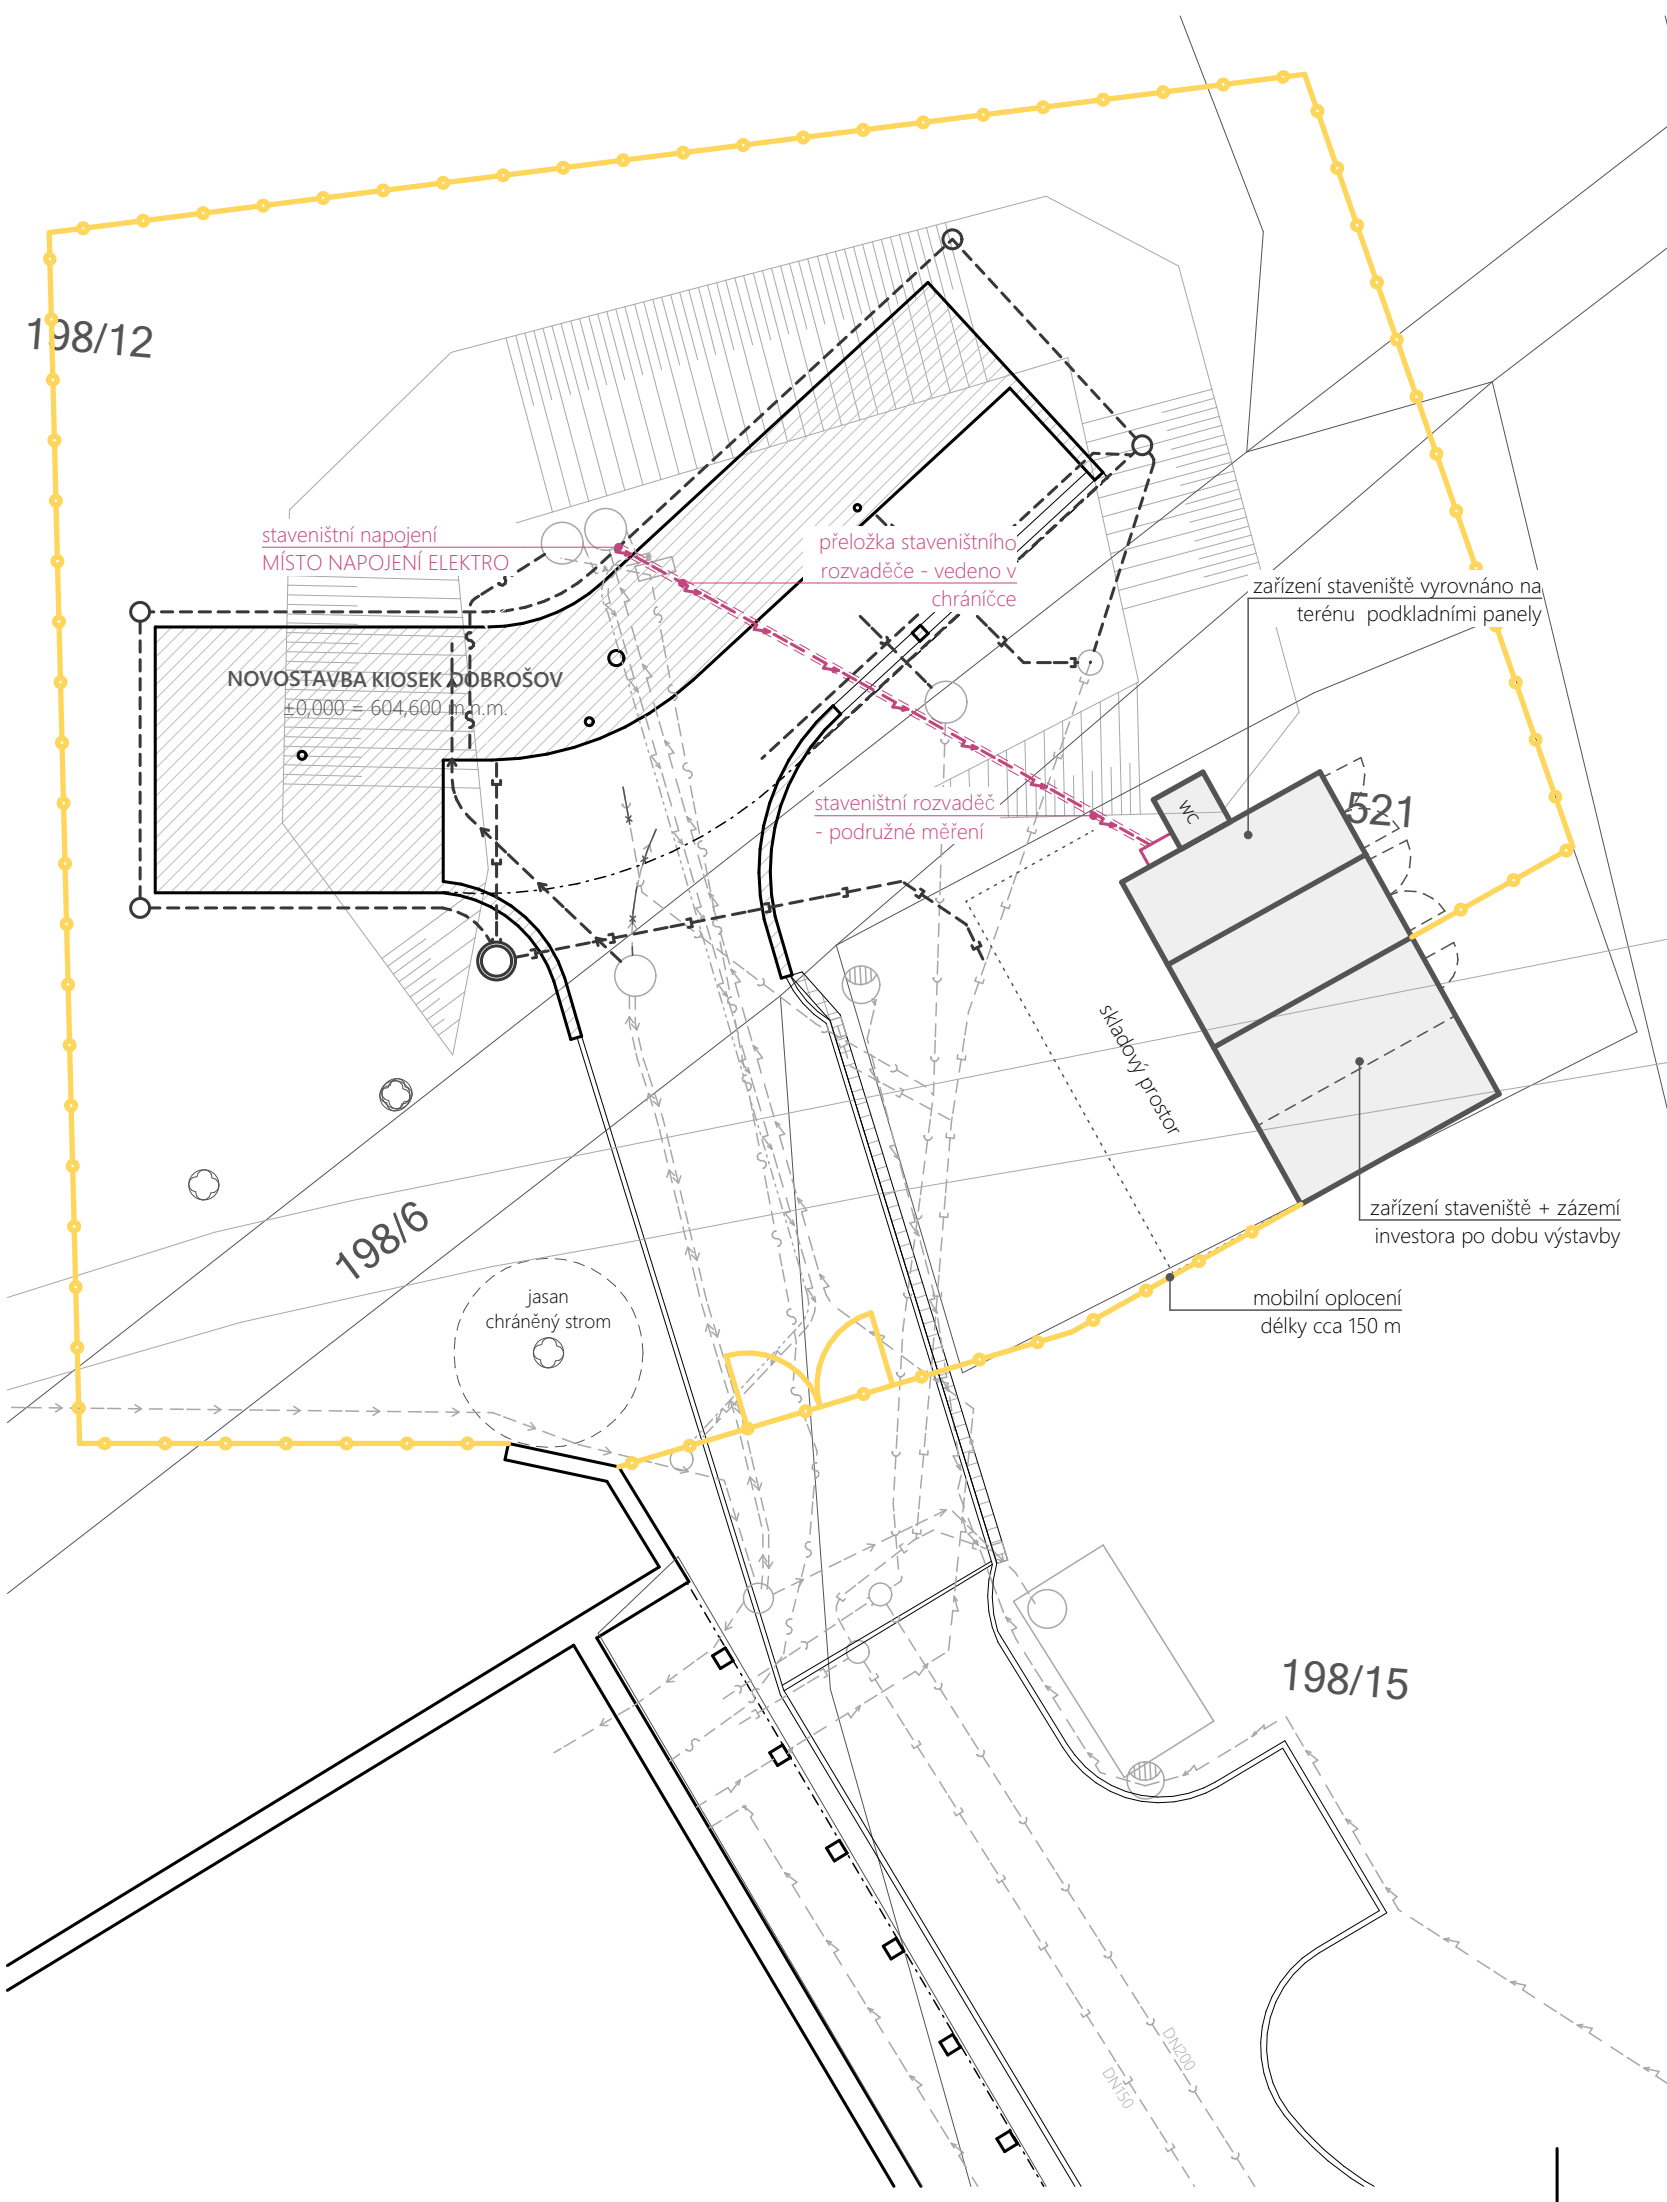 198/12
staveništní napojení
MÍSTO NAPOJENÍ ELEKTRO
přeložka staveništního
rozvaděče - vedeno v
chráničce
zařízení staveniště vyrovnáno na
terénu podkladními panely
NOVOSTAVBA KIOSEK DOBROŠOV
±0,000 = 604,600 m.n.m.
staveništní rozvaděč
- podružné měření
WC
521
skladový prostor
198/6
zařízení staveniště + zázemí
investora po dobu výstavby
jasan
chráněný strom
mobilní oplocení
délky cca 150 m
198/15
DN200
DN150